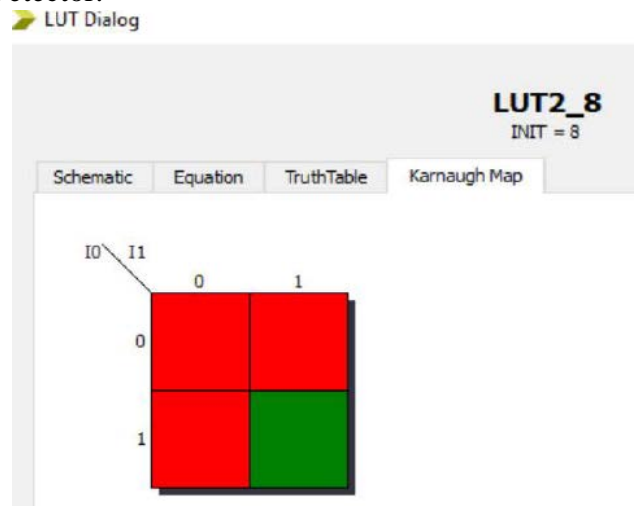 LUT Dialog
LUT2_8
INIT = 8
Schematic Equation TruthTable Karnaugh Map
I0 I1
0 1
0
1